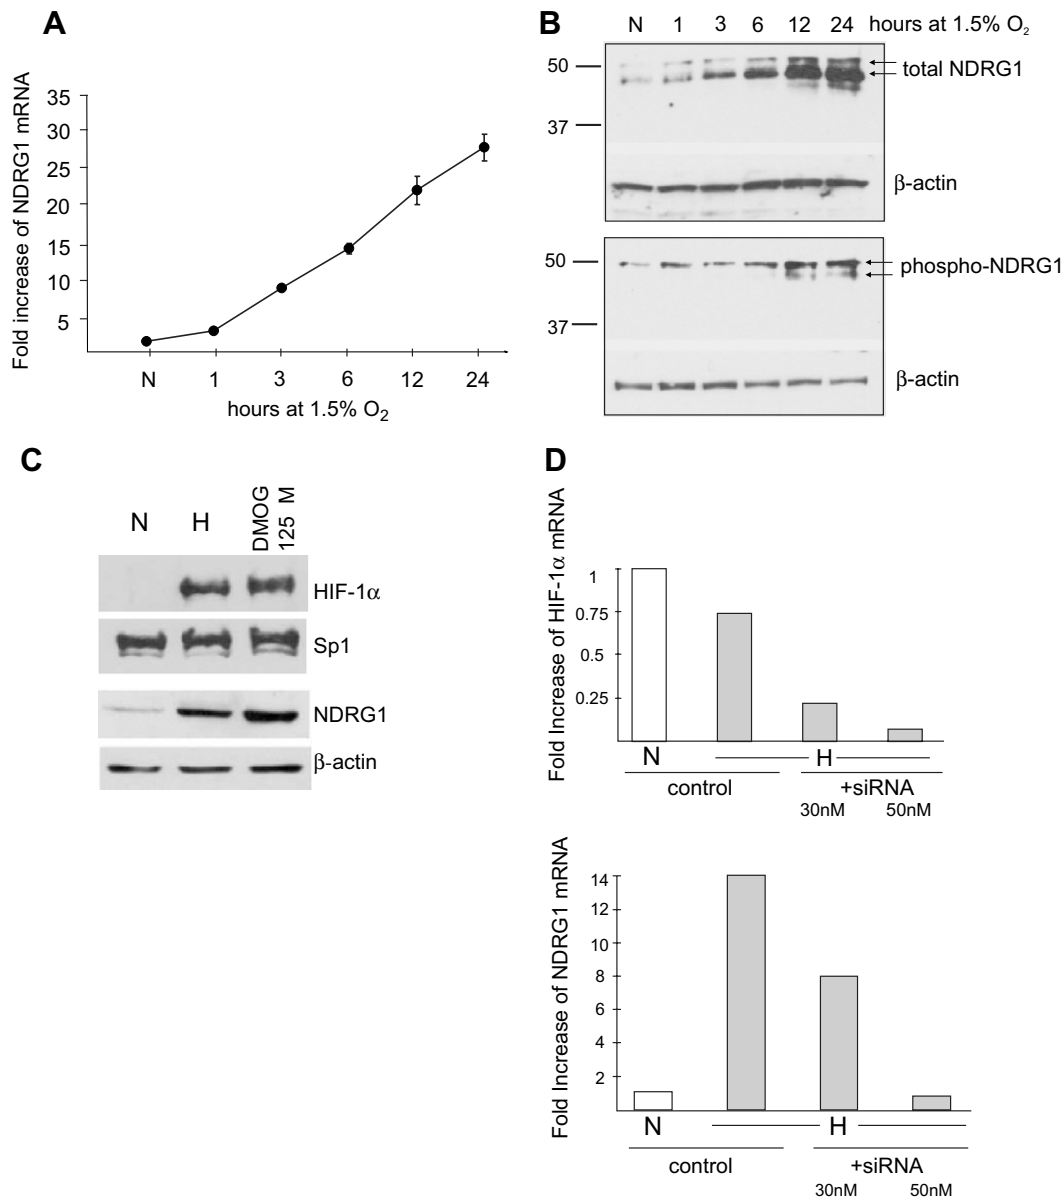 A
Fold increase of NDRG1 mRNA
35
30
25
20
15
10
5
N 1 3 6 12 24
hours at 1.5% O2
B
N 1 3 6 12 24 hours at 1.5% O2
50
total NDRG1
37
β-actin
50
phospho-NDRG1
37
β-actin
C
N H DMOG
125 M
HIF-1α
Sp1
NDRG1
β-actin
D
Fold Increase of HIF-1α mRNA
1
0.75
0.5
0.25
N H
control +siRNA
30nM 50nM
Fold Increase of NDRG1 mRNA
14
12
10
8
6
4
2
N H
control +siRNA
30nM 50nM